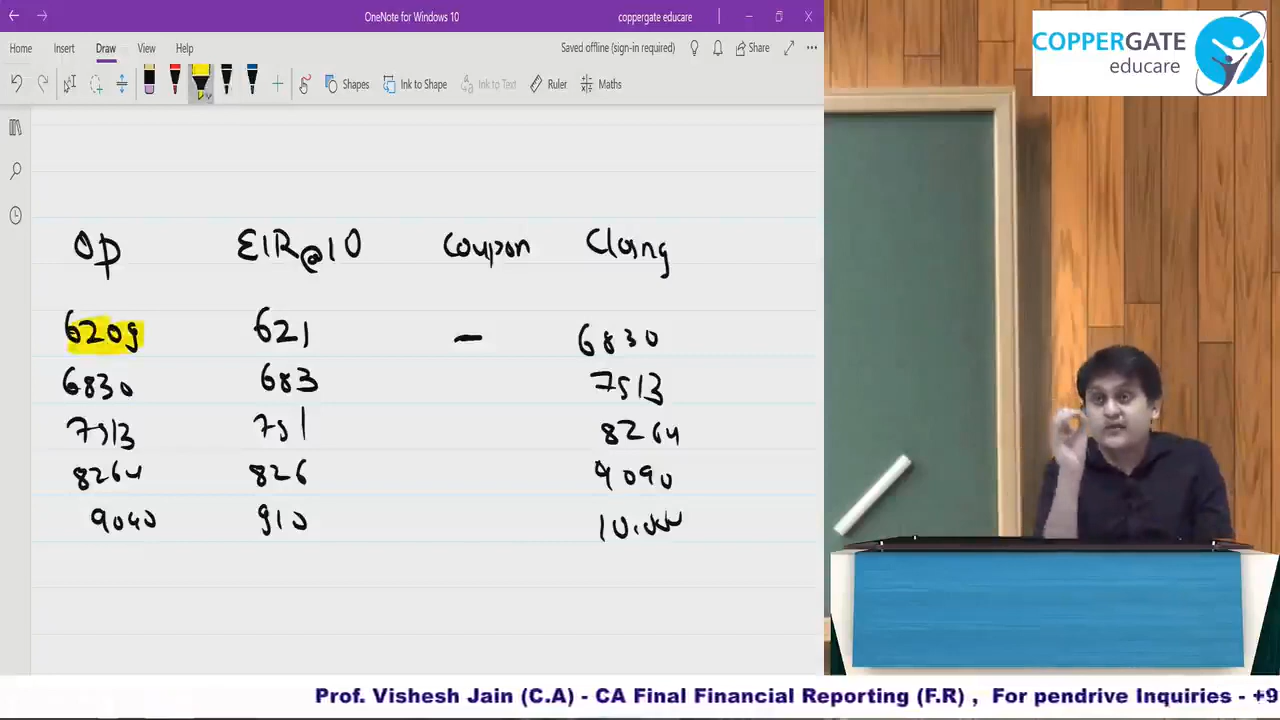 OneNote for Windows 10
coppergate educare
Home Insert Draw View Help
Saved offline (sign-in required)
Share
Shapes Ink to Shape Ink to Text Ruler Maths
COPPERGATE
educare
Op EIR@10 Coupon Closing
6209 621 - 6830
6830 683 7513
7513 751 8264
8264 826 9090
9090 910 10,000
Prof. Vishesh Jain (C.A) - CA Final Financial Reporting (F.R) , For pendrive Inquiries - +9